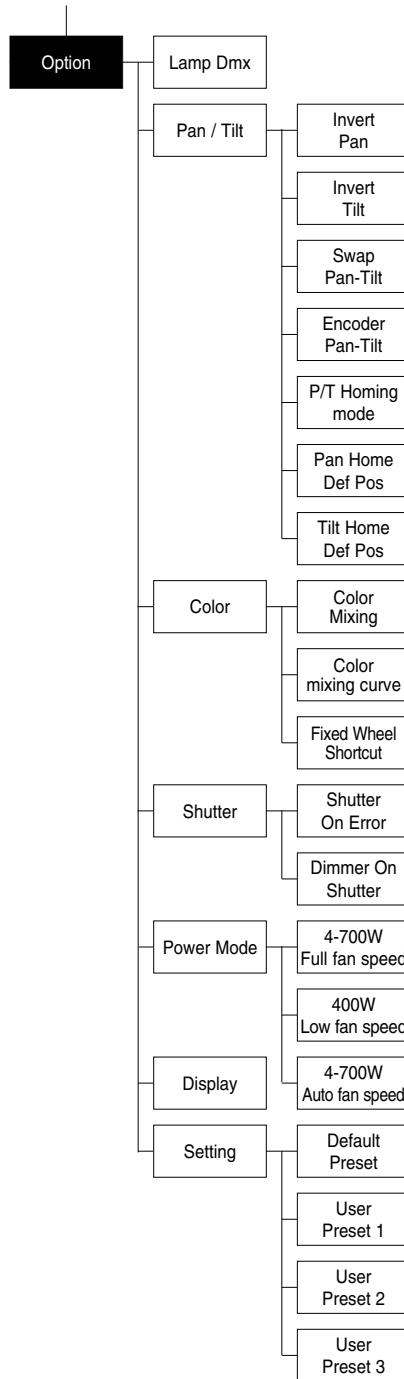 Option
Lamp Dmx
Pan / Tilt
Invert
Pan
Invert
Tilt
Swap
Pan-Tilt
Encoder
Pan-Tilt
P/T Homing
mode
Pan Home
Def Pos
Tilt Home
Def Pos
Color
Color
Mixing
Color
mixing curve
Fixed Wheel
Shortcut
Shutter
Shutter
On Error
Dimmer On
Shutter
Power Mode
4-700W
Full fan speed
400W
Low fan speed
4-700W
Auto fan speed
Display
Setting
Default
Preset
User
Preset 1
User
Preset 2
User
Preset 3